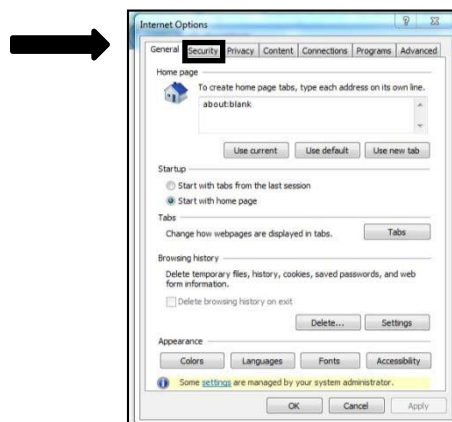 Internet Options
General Security Privacy Content Connections Programs Advanced
Home page
To create home page tabs, type each address on its own line.
about:blank
Use current Use default Use new tab
Startup
Start with tabs from the last session
Start with home page
Tabs
Change how webpages are displayed in tabs. Tabs
Browsing history
Delete temporary files, history, cookies, saved passwords, and web
form information.
Delete browsing history on exit
Delete... Settings
Appearance
Colors Languages Fonts Accessibility
Some settings are managed by your system administrator.
OK Cancel Apply